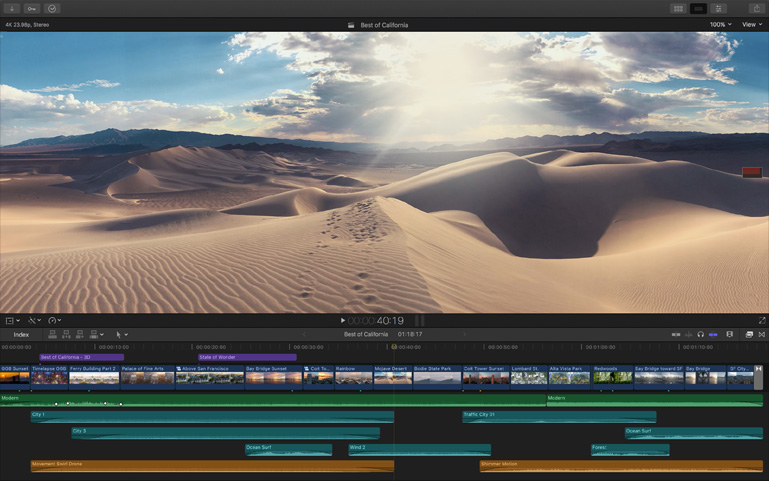 4K 23.98p, Stereo
Best of California
100%
View
00:00:40:19
Index
Best of California
01:18:17
00:00:00:00
00:00:10:00
00:00:20:00
00:00:30:00
00:00:40:00
00:00:50:00
00:01:00:00
00:01:10:00
Best of California - 3D
State of Wonder
GGB Sunset
Timelapse GGB
Ferry Building Part 2
Palace of Fine Arts
Above San Francisco
Bay Bridge Sunset
Coit To...
Rainbow
Mojave Desert
Bodie State Park
Coit Tower Sunset
Lombard St
Alta Vista Park
Redwoods
Bay Bridge toward SF
Bay Bridge
SF City...
Modern
Modern
City 1
Traffic City 01
City 3
Ocean Surf
Ocean Surf
Wind 2
Forest
Movement Swirl Drone
Shimmer Motion